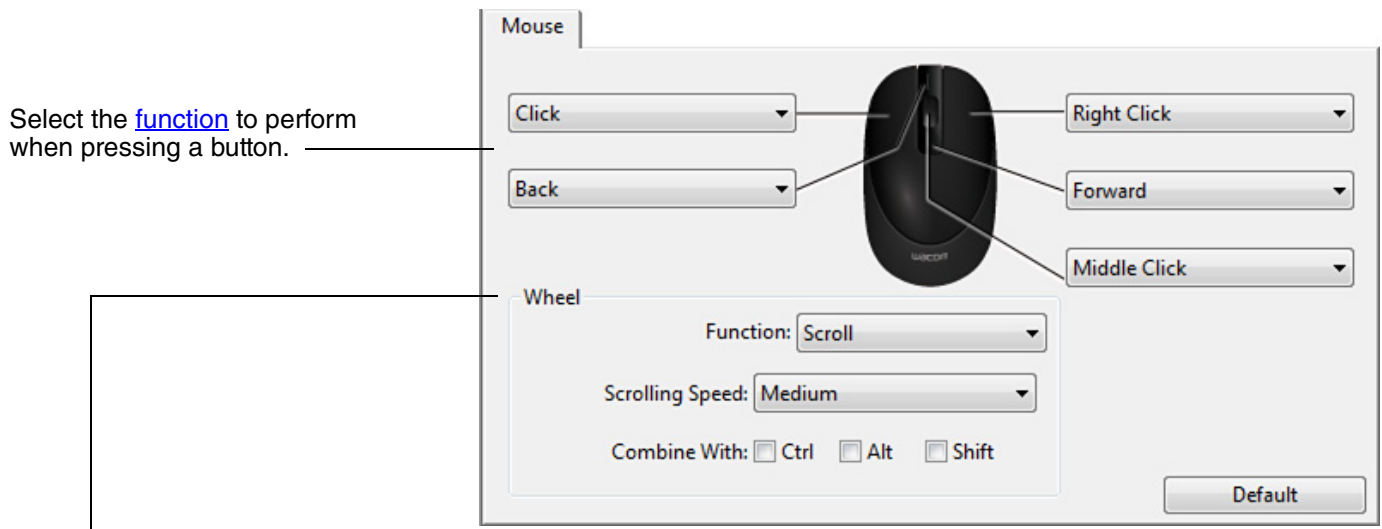 Mouse
Select the function to perform
when pressing a button.
Click
Right Click
Back
Forward
wacom
Middle Click
Wheel
Function: Scroll
Scrolling Speed: Medium
Combine With: Ctrl Alt Shift
Default